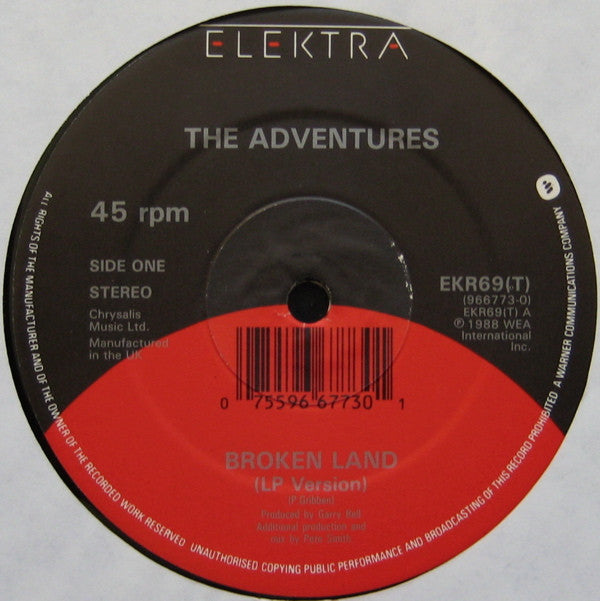 ELEKTRA
THE ADVENTURES
45 rpm
SIDE ONE
STEREO
Chrysalis
Music Ltd.
Manufactured
in the UK
EKR69(T)
(966773-0)
EKR69(T) A
℗ 1988 WEA
International
Inc.
0 75596 67730 1
BROKEN LAND
(LP Version)
(P Gribben)
Produced by Garry Bell
Additional production and
mix by Pete Smith
ALL RIGHTS OF THE MANUFACTURER AND OF THE OWNER OF THE RECORDED WORK RESERVED UNAUTHORISED COPYING PUBLIC PERFORMANCE AND BROADCASTING OF THIS RECORD PROHIBITED A WARNER COMMUNICATIONS COMPANY